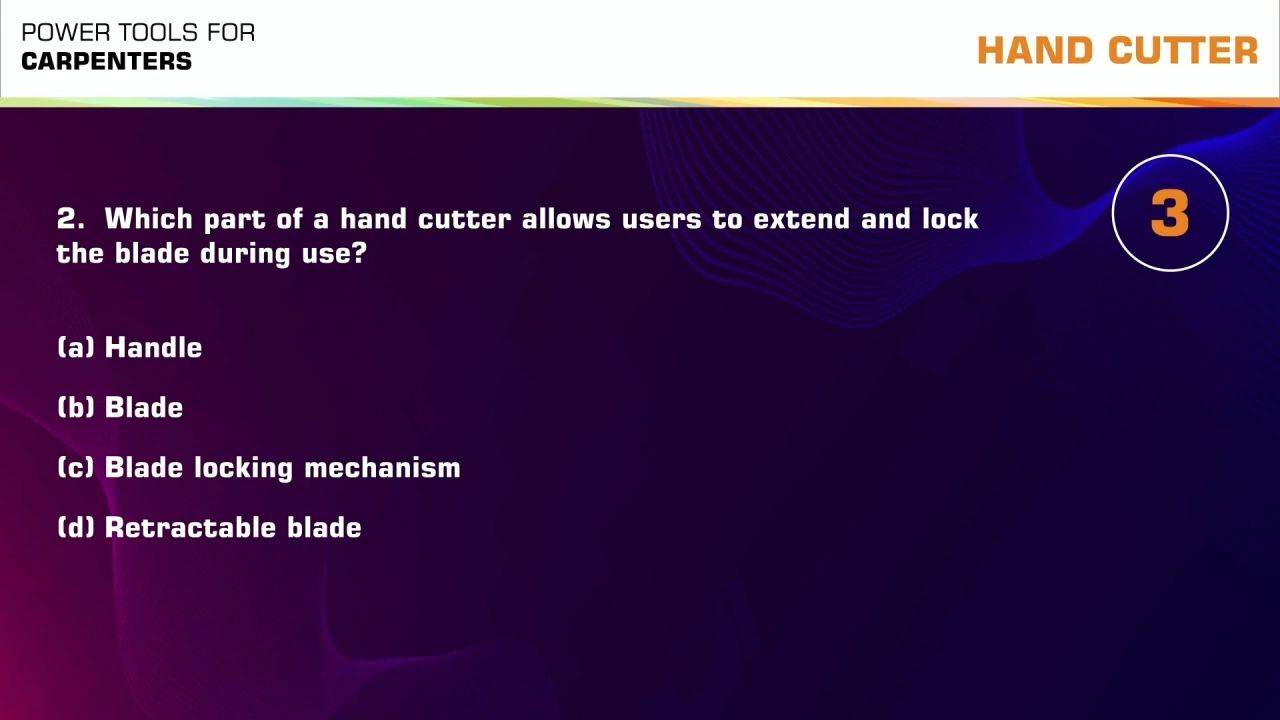 POWER TOOLS FOR
CARPENTERS
HAND CUTTER
3
2. Which part of a hand cutter allows users to extend and lock
the blade during use?
(a) Handle
(b) Blade
(c) Blade locking mechanism
(d) Retractable blade